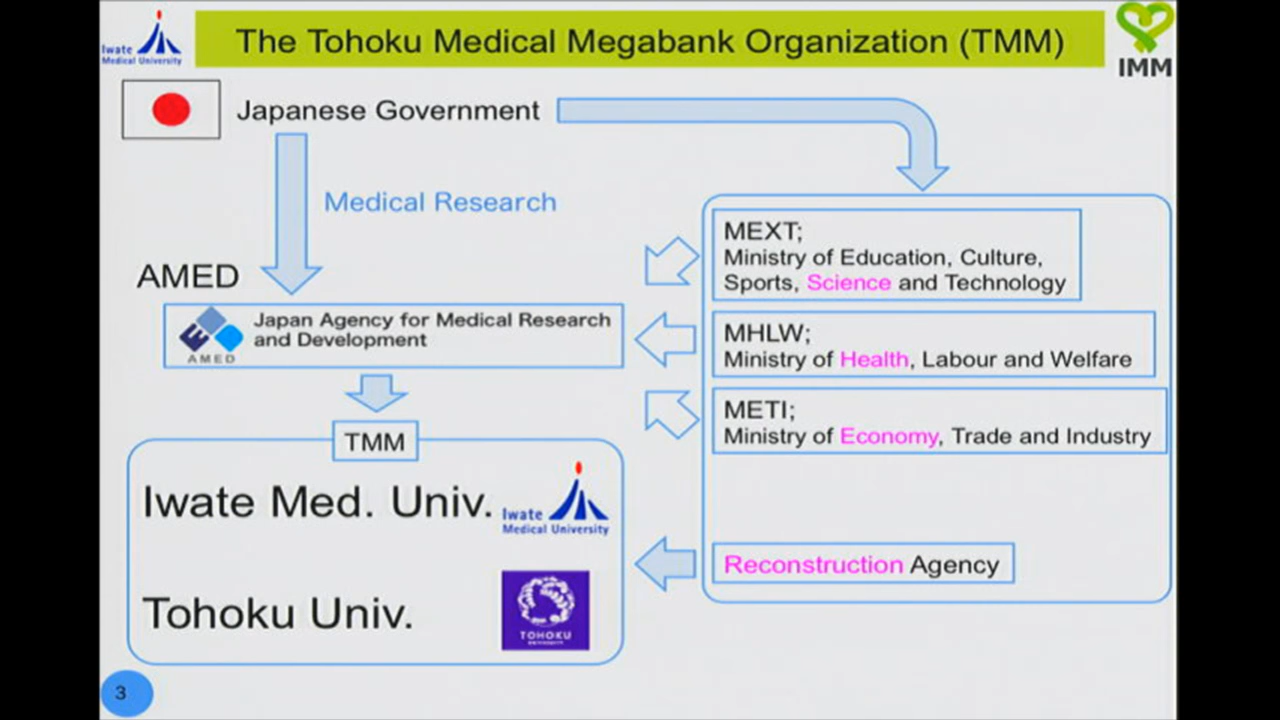 Iwate
Medical University
The Tohoku Medical Megabank Organization (TMM)
IMM
Japanese Government
Medical Research
AMED
AMED
Japan Agency for Medical Research
and Development
MEXT;
Ministry of Education, Culture,
Sports, Science and Technology
MHLW;
Ministry of Health, Labour and Welfare
METI;
Ministry of Economy, Trade and Industry
Reconstruction Agency
TMM
Iwate Med. Univ.
Iwate
Medical University
Tohoku Univ.
TOHOKU
UNIVERSITY
3